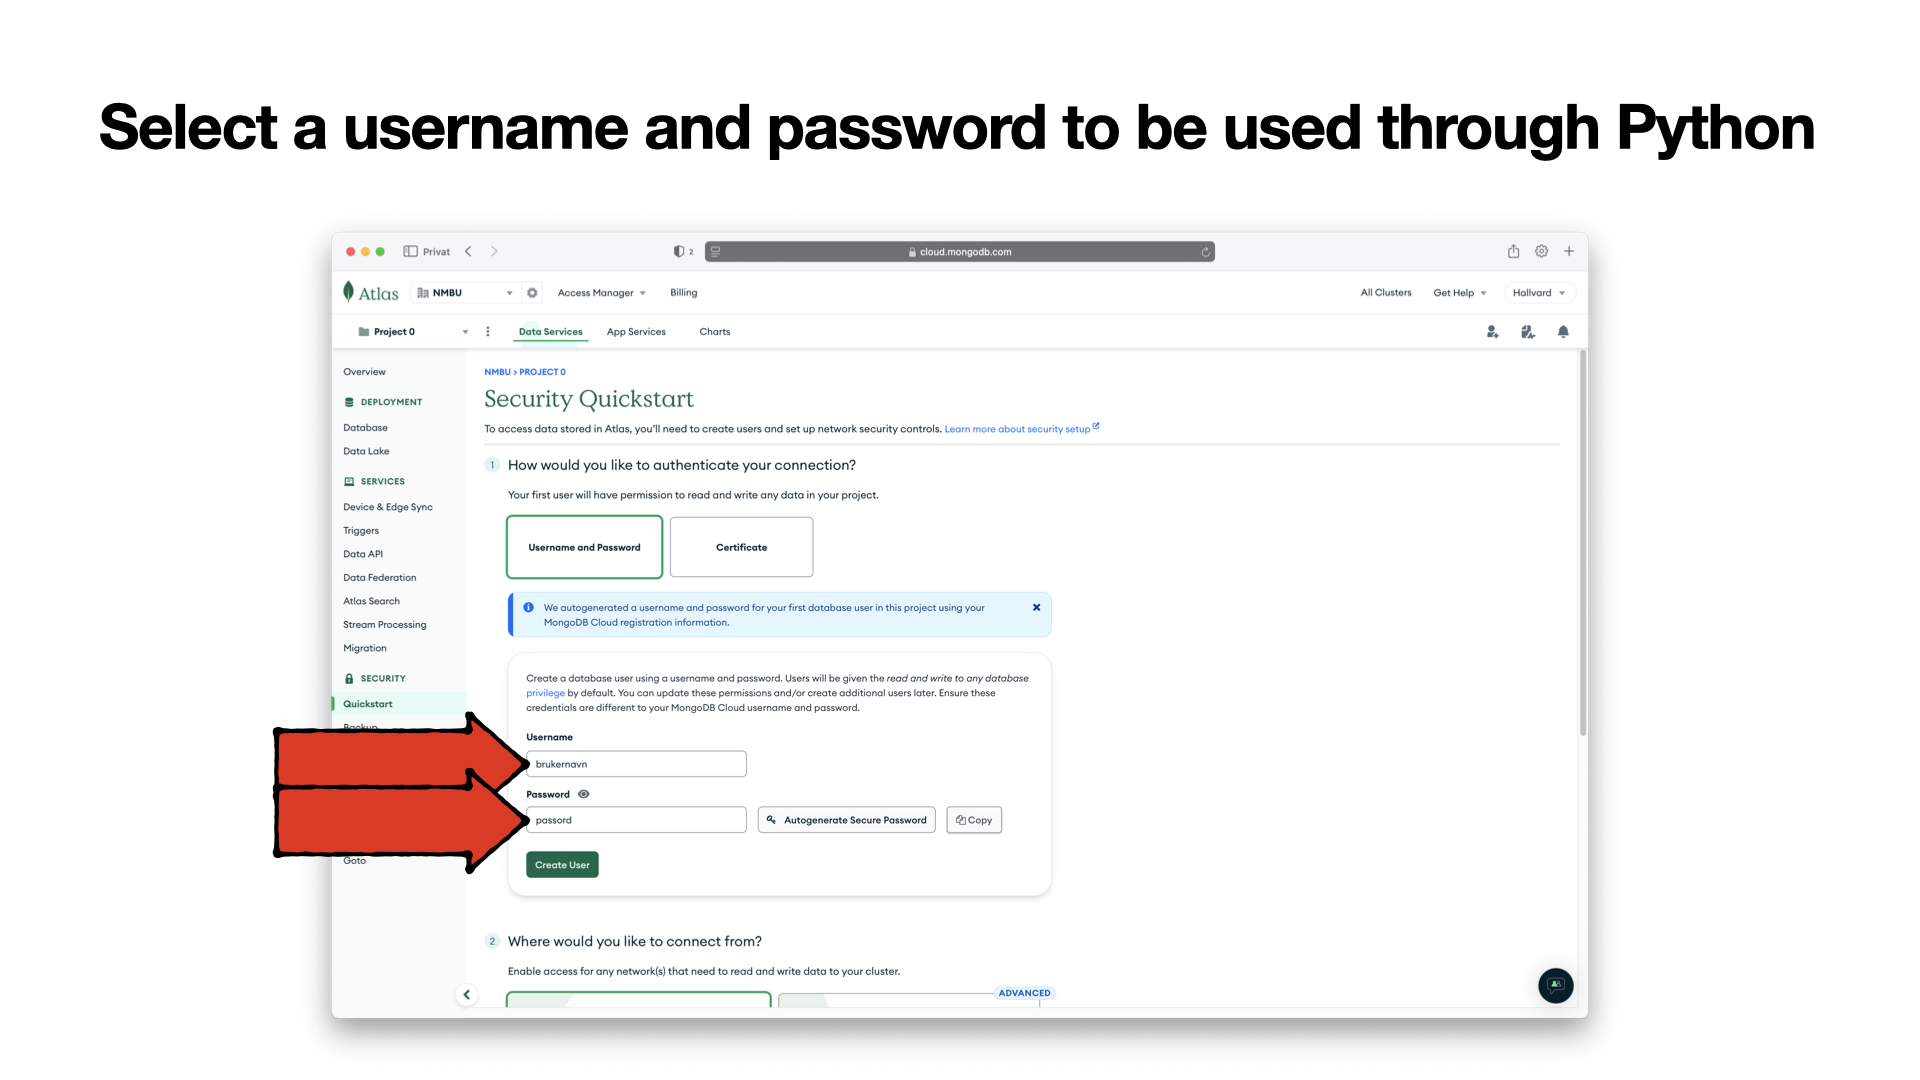 Select a username and password to be used through Python
Privat
2
cloud.mongodb.com
Atlas
NMBU
Access Manager
Billing
All Clusters
Get Help
Hallvard
Project 0
Data Services
App Services
Charts
Overview
DEPLOYMENT
Database
Data Lake
SERVICES
Device & Edge Sync
Triggers
Data API
Data Federation
Atlas Search
Stream Processing
Migration
SECURITY
Quickstart
Backup
Goto
NMBU > PROJECT 0
Security Quickstart
To access data stored in Atlas, you'll need to create users and set up network security controls. Learn more about security setup
1 How would you like to authenticate your connection?
Your first user will have permission to read and write any data in your project.
Username and Password
Certificate
We autogenerated a username and password for your first database user in this project using your
MongoDB Cloud registration information.
Create a database user using a username and password. Users will be given the read and write to any database
privilege by default. You can update these permissions and/or create additional users later. Ensure these
credentials are different to your MongoDB Cloud username and password.
Username
brukernavn
Password
passord
Autogenerate Secure Password
Copy
Create User
2 Where would you like to connect from?
Enable access for any network(s) that need to read and write data to your cluster.
ADVANCED